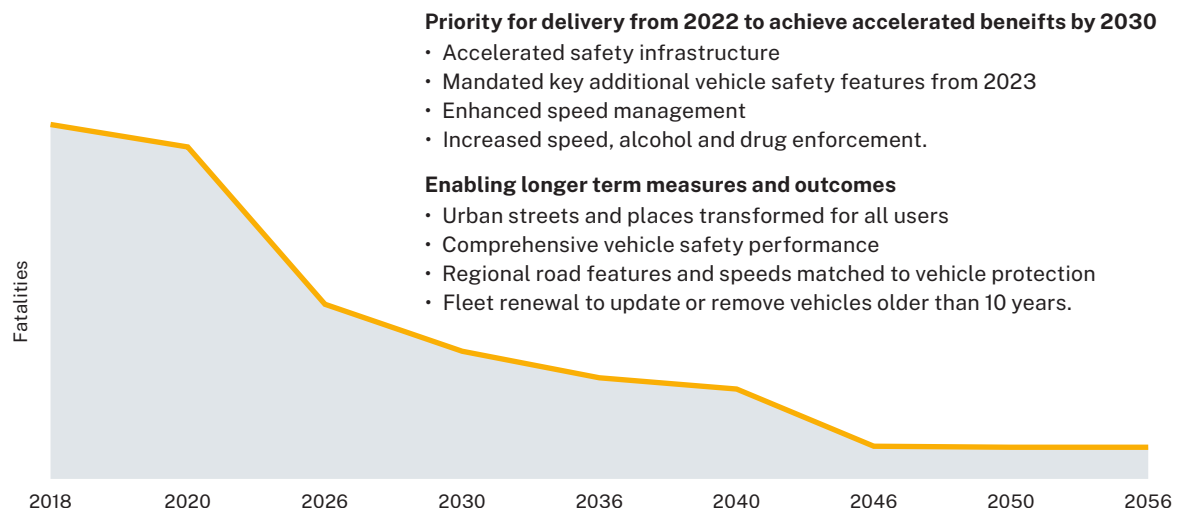 Priority for delivery from 2022 to achieve accelerated beneifts by 2030
• Accelerated safety infrastructure
• Mandated key additional vehicle safety features from 2023
• Enhanced speed management
• Increased speed, alcohol and drug enforcement.
Enabling longer term measures and outcomes
• Urban streets and places transformed for all users
• Comprehensive vehicle safety performance
• Regional road features and speeds matched to vehicle protection
• Fleet renewal to update or remove vehicles older than 10 years.
Fatalities
2018 2020 2026 2030 2036 2040 2046 2050 2056